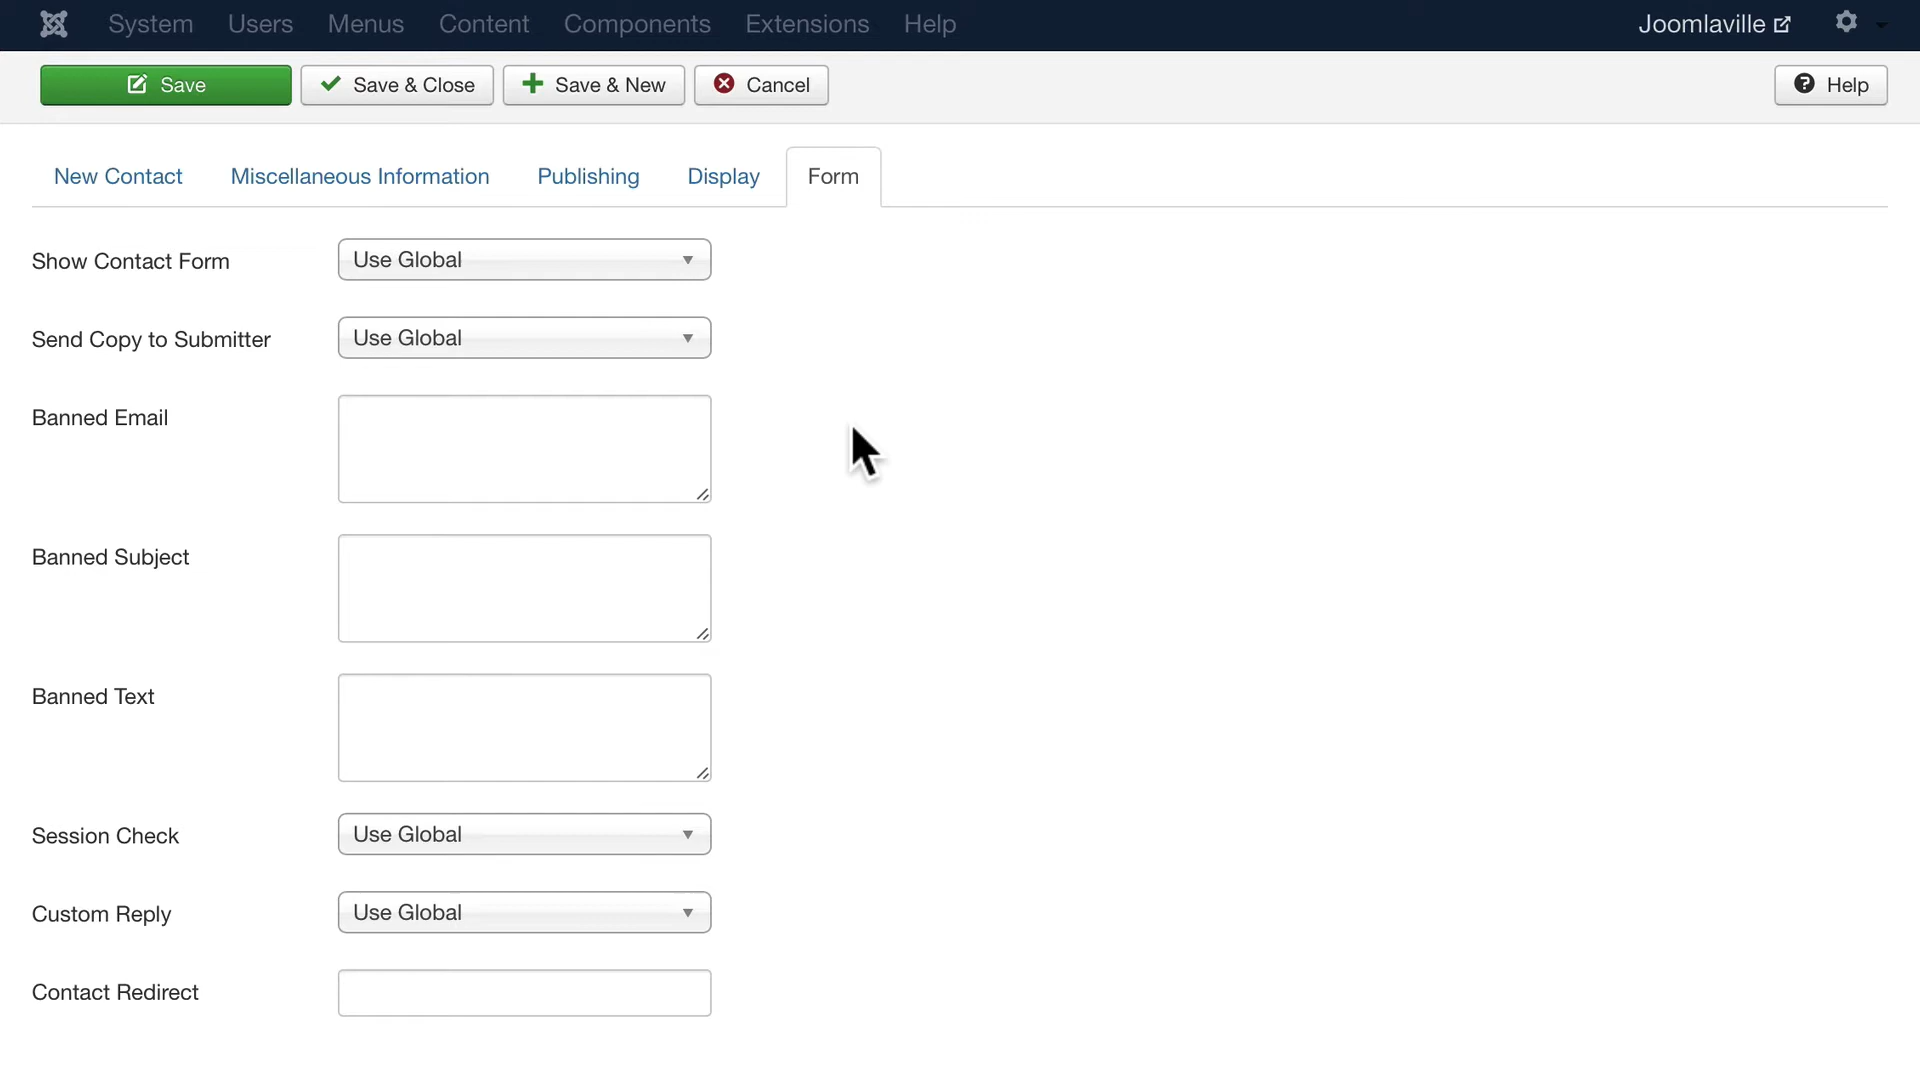 System Users Menus Content Components Extensions Help Joomlaville
Save Save & Close Save & New Cancel Help
New Contact Miscellaneous Information Publishing Display Form
Show Contact Form Use Global
Send Copy to Submitter Use Global
Banned Email
Banned Subject
Banned Text
Session Check Use Global
Custom Reply Use Global
Contact Redirect